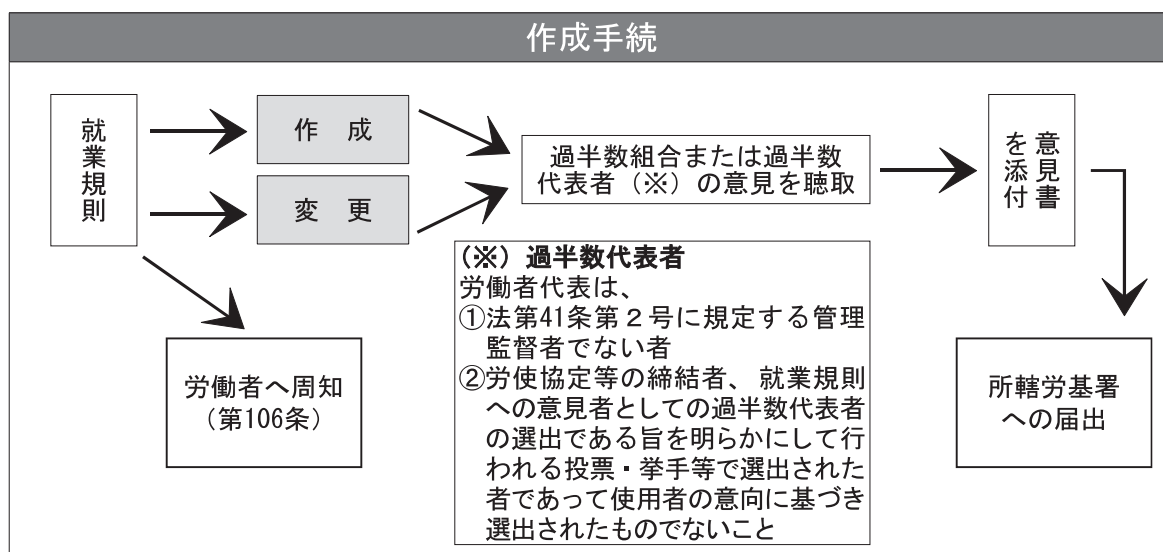 作成手続
就業規則
作　成
変　更
過半数組合または過半数
代表者（※）の意見を聴取
意見書
を添付
（※）過半数代表者
労働者代表は、
①法第41条第２号に規定する管理
監督者でない者
②労使協定等の締結者、就業規則
への意見者としての過半数代表者
の選出である旨を明らかにして行
われる投票・挙手等で選出された
者であって使用者の意向に基づき
選出されたものでないこと
労働者へ周知
（第106条）
所轄労基署
への届出